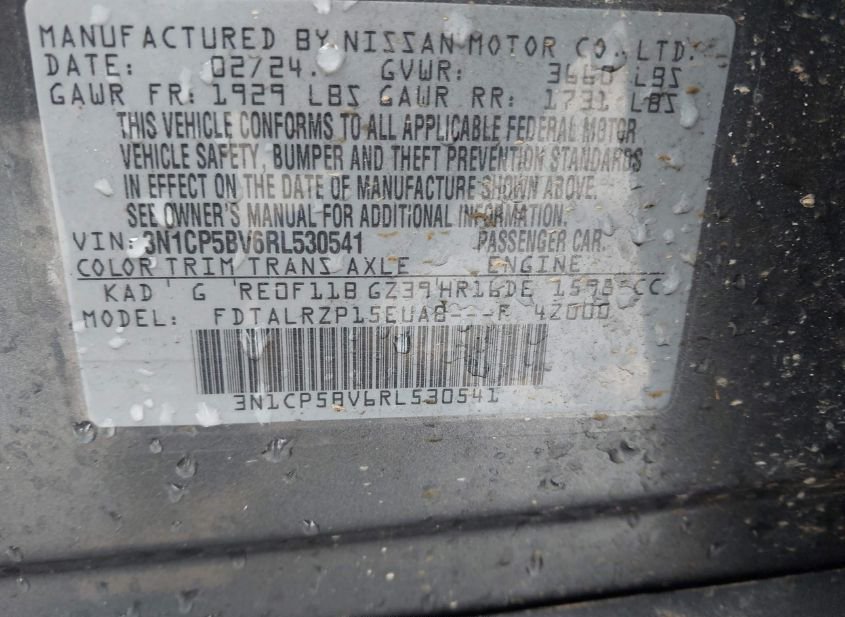 MANUFACTURED BY NISSAN MOTOR CO., LTD.
DATE: 02/24. GVWR: 3660 LBS
GAWR FR: 1929 LBS GAWR RR: 1731 LBS
THIS VEHICLE CONFORMS TO ALL APPLICABLE FEDERAL MOTOR
VEHICLE SAFETY, BUMPER AND THEFT PREVENTION STANDARDS
IN EFFECT ON THE DATE OF MANUFACTURE SHOWN ABOVE.
SEE OWNER'S MANUAL FOR ADDITIONAL INFORMATION.
VIN: 3N1CP5BV6RL530541 PASSENGER CAR.
COLOR TRIM TRANS AXLE ENGINE
KAD G RE0F11B GZ39 HR16DE 1598 CC
MODEL: FDTALRZP15EUAB---F 4Z000
3N1CP5BV6RL530541